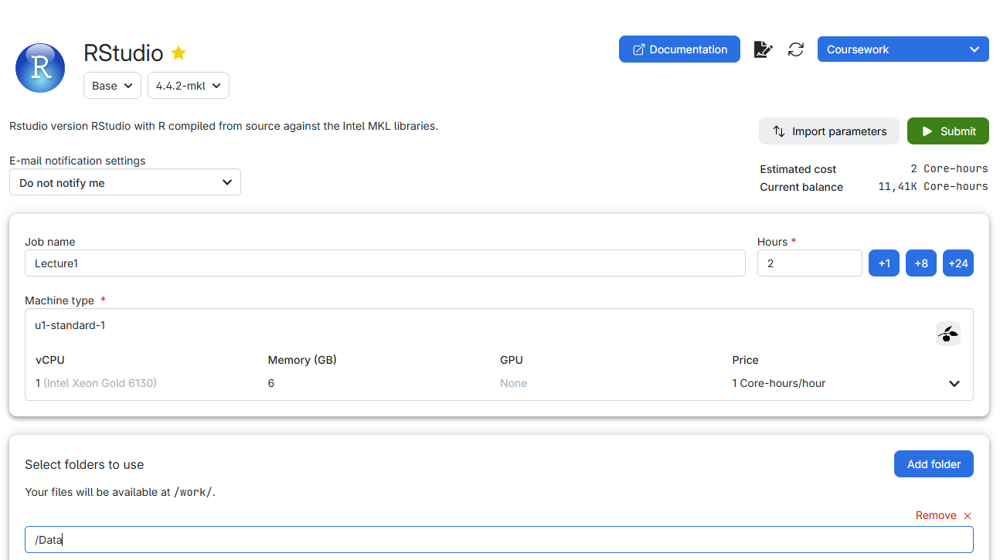 R
RStudio
Base
4.4.2-mkl
Documentation
Coursework
Rstudio version RStudio with R compiled from source against the Intel MKL libraries.
Import parameters
Submit
E-mail notification settings
Do not notify me
Estimated cost 2 Core-hours
Current balance 11,41K Core-hours
Job name
Lecture1
Hours *
2
+1
+8
+24
Machine type *
u1-standard-1
vCPU Memory (GB) GPU Price
1 (Intel Xeon Gold 6130) 6 None 1 Core-hours/hour
Select folders to use
Add folder
Your files will be available at /work/.
Remove ×
/Data